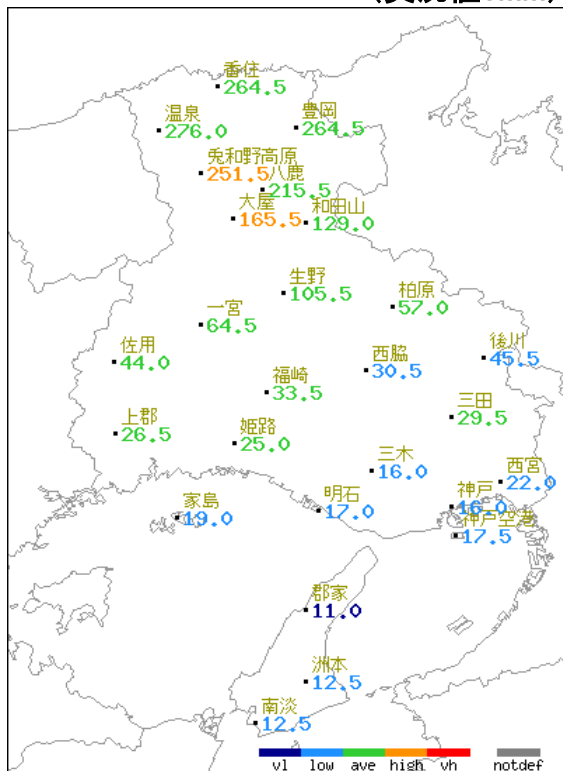 香住
264.5
温泉
276.0
豊岡
264.5
兎和野高原
251.5
八鹿
215.5
大屋
165.5
和田山
129.0
生野
105.5
柏原
57.0
一宮
64.5
佐用
44.0
西脇
30.5
後川
45.5
福崎
33.5
三田
29.5
上郡
26.5
姫路
25.0
三木
16.0
西宮
22.0
家島
19.0
明石
17.0
神戸
16.0
神戸空港
17.5
郡家
11.0
洲本
12.5
南淡
12.5
vl low ave high vh notdef